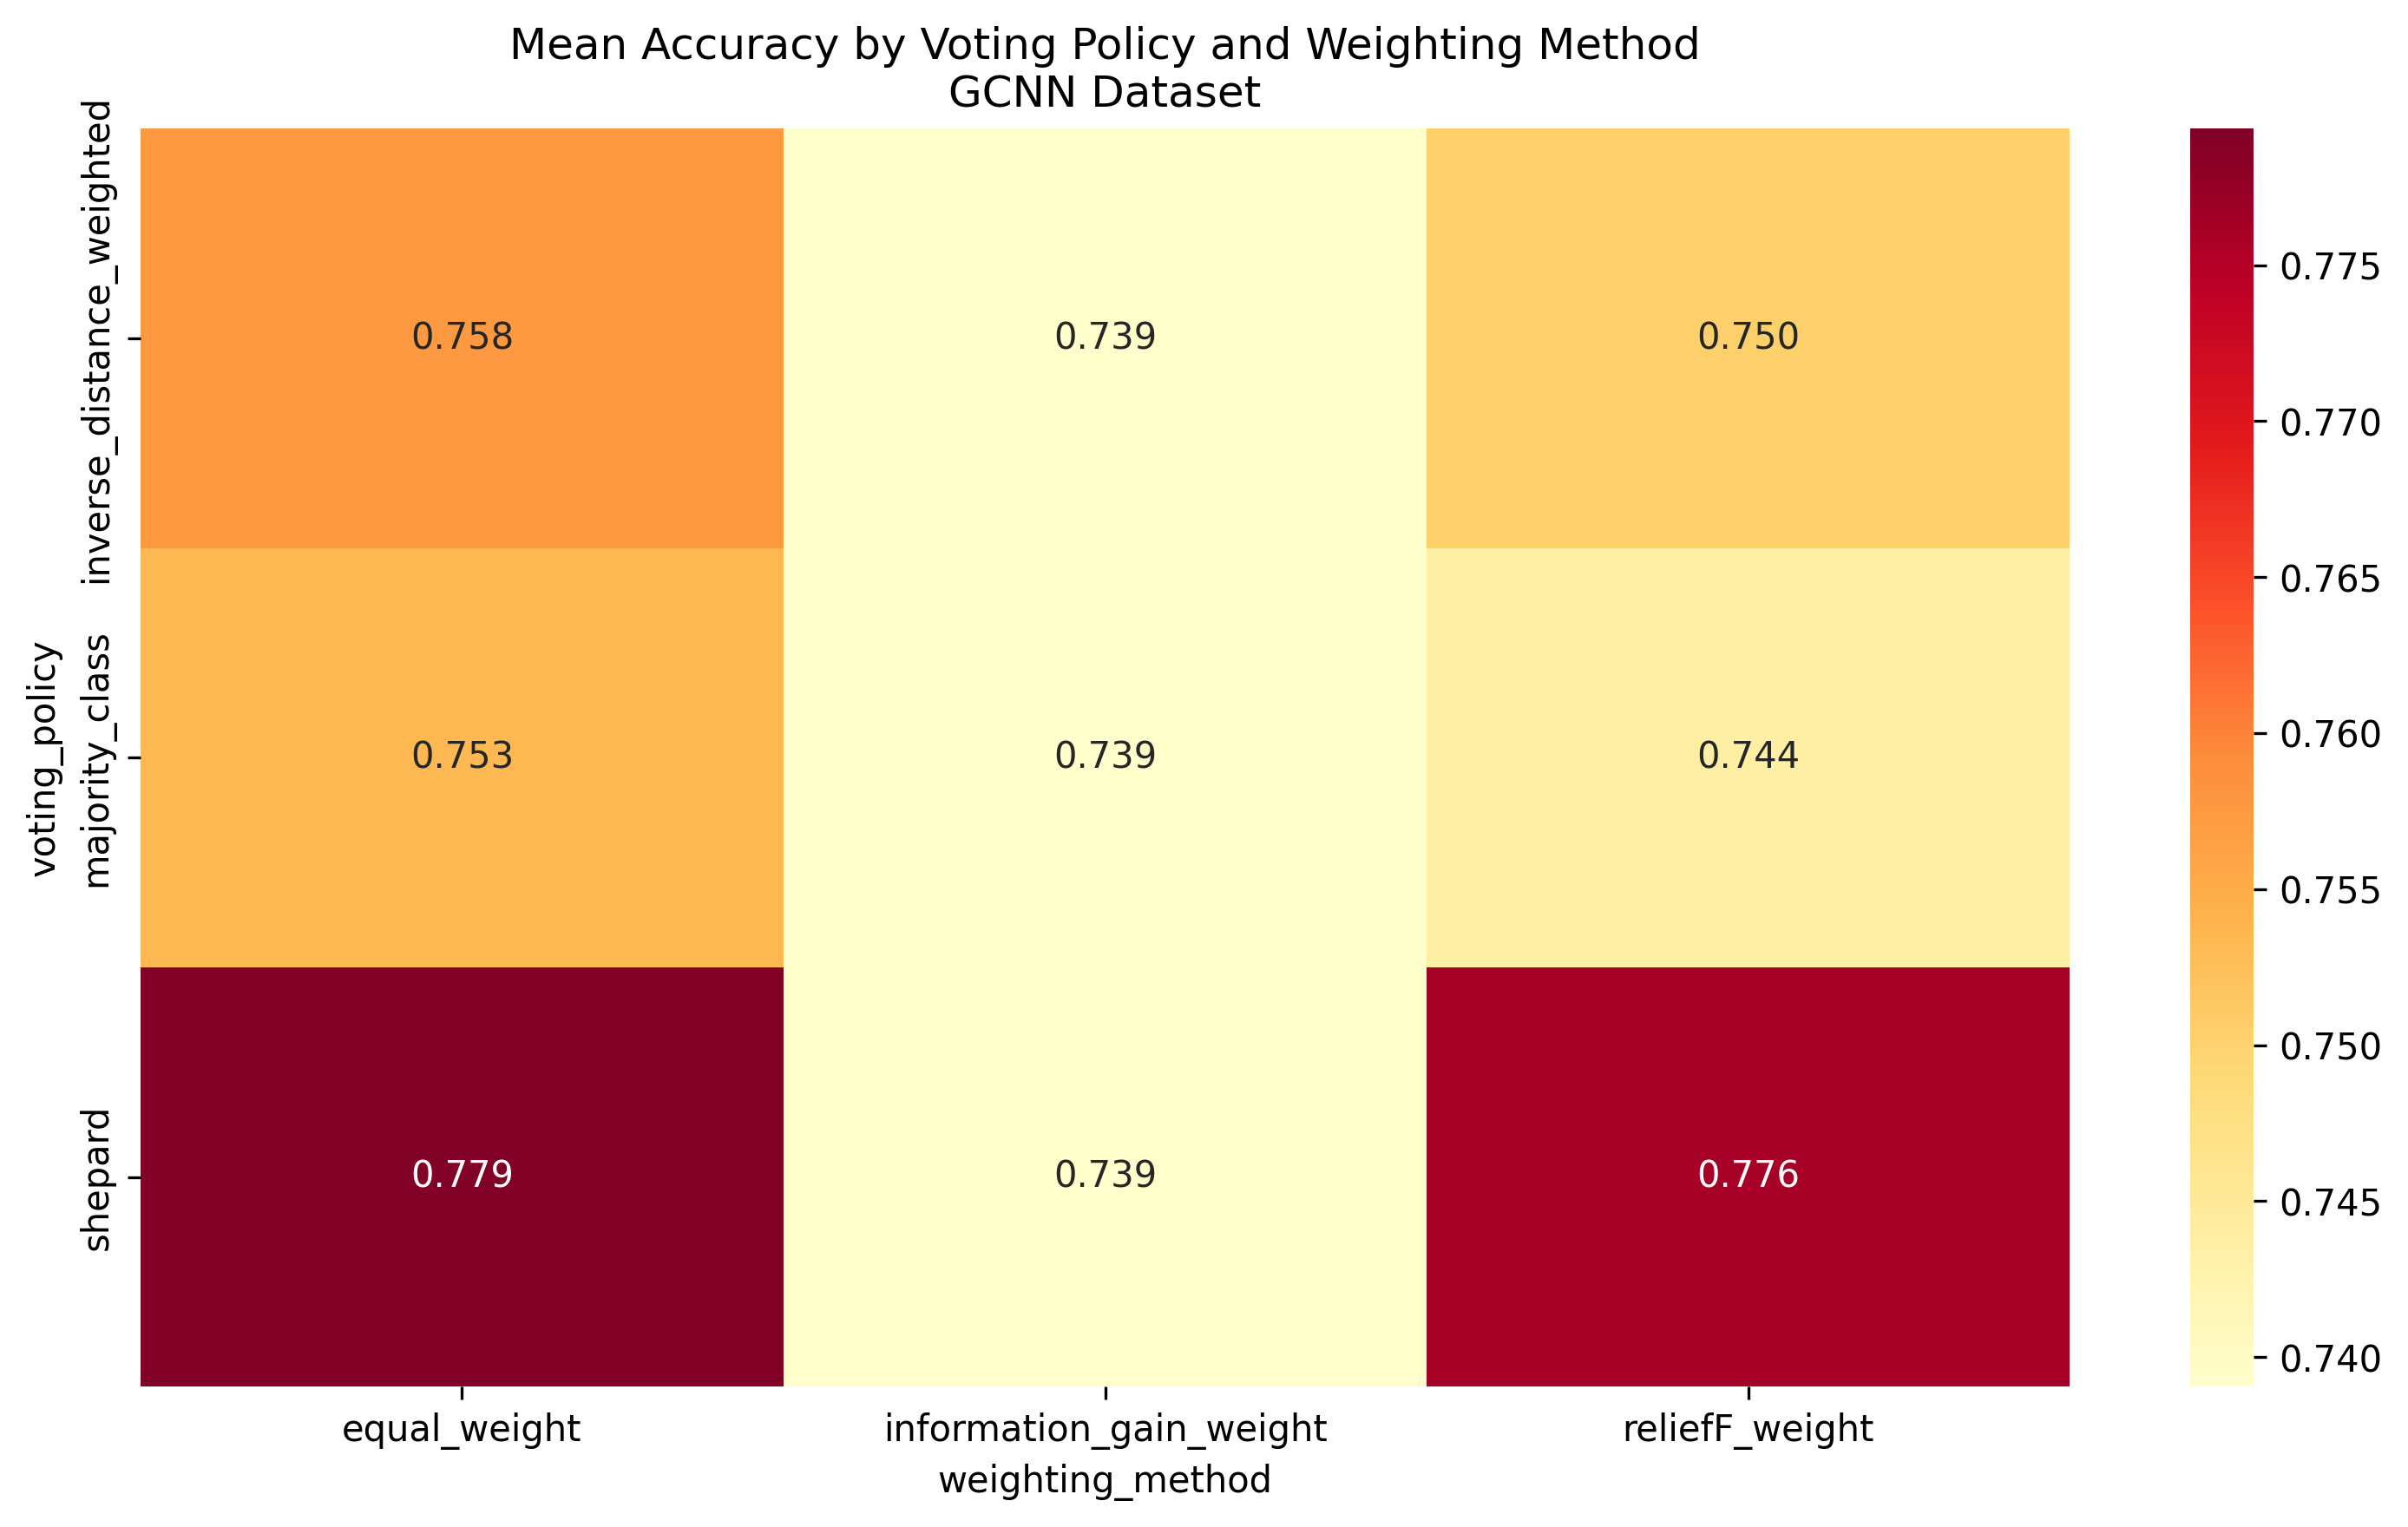 Mean Accuracy by Voting Policy and Weighting Method
GCNN Dataset
voting_policy
inverse_distance_weighted
0.758
0.739
0.750
majority_class
0.753
0.739
0.744
shepard
0.779
0.739
0.776
equal_weight
information_gain_weight
reliefF_weight
weighting_method
0.775
0.770
0.765
0.760
0.755
0.750
0.745
0.740